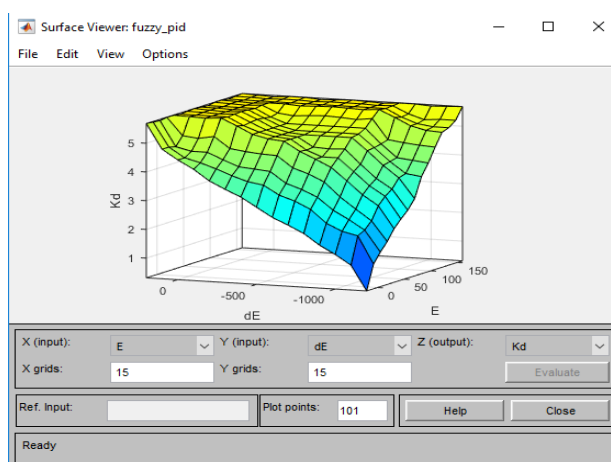 Surface Viewer: fuzzy_pid
File Edit View Options
5
4
3
2
1
Kd
0
-500
-1000
dE
0
50
100
150
E
X (input): E Y (input): dE Z (output): Kd
X grids: 15 Y grids: 15 Evaluate
Ref. Input: Plot points: 101 Help Close
Ready